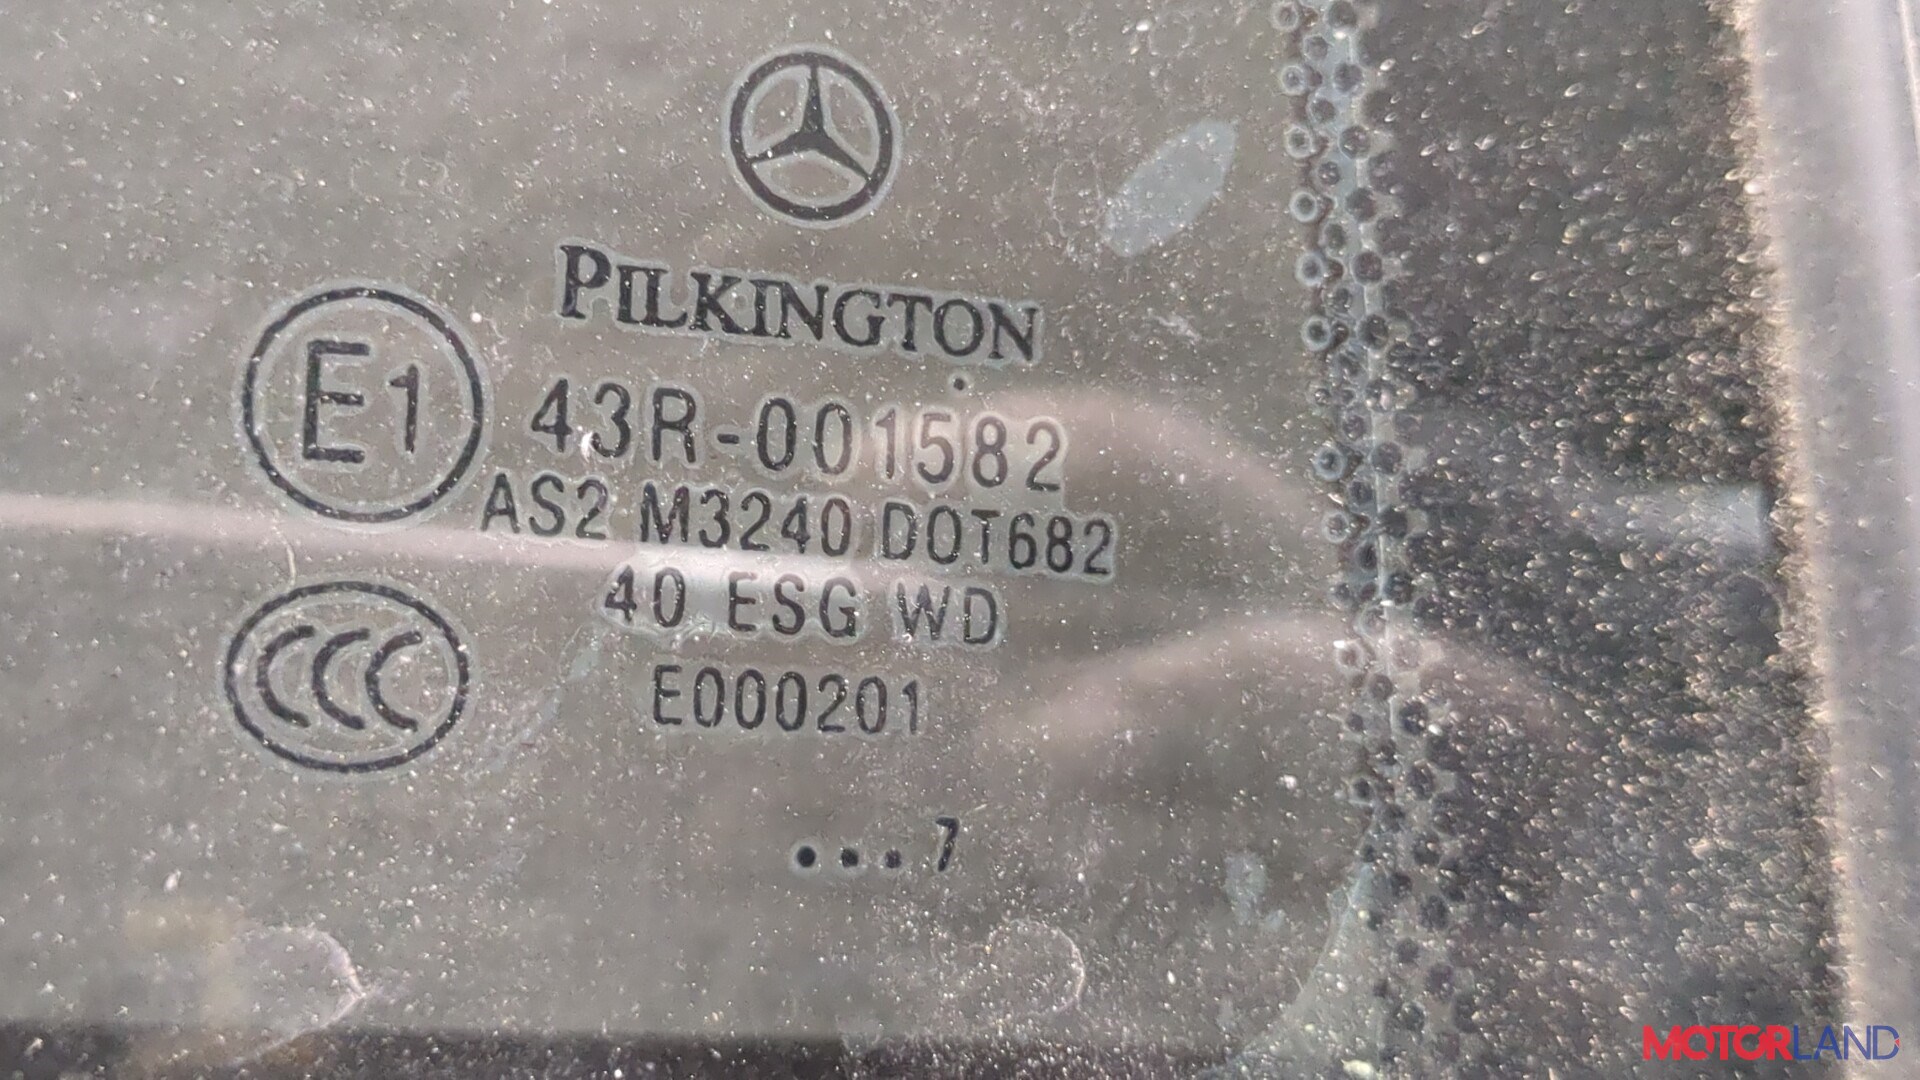 PILKINGTON
E1
43R-001582
AS2 M3240 DOT682
40 ESG WD
CCC
E000201
...7
MOTORLAND